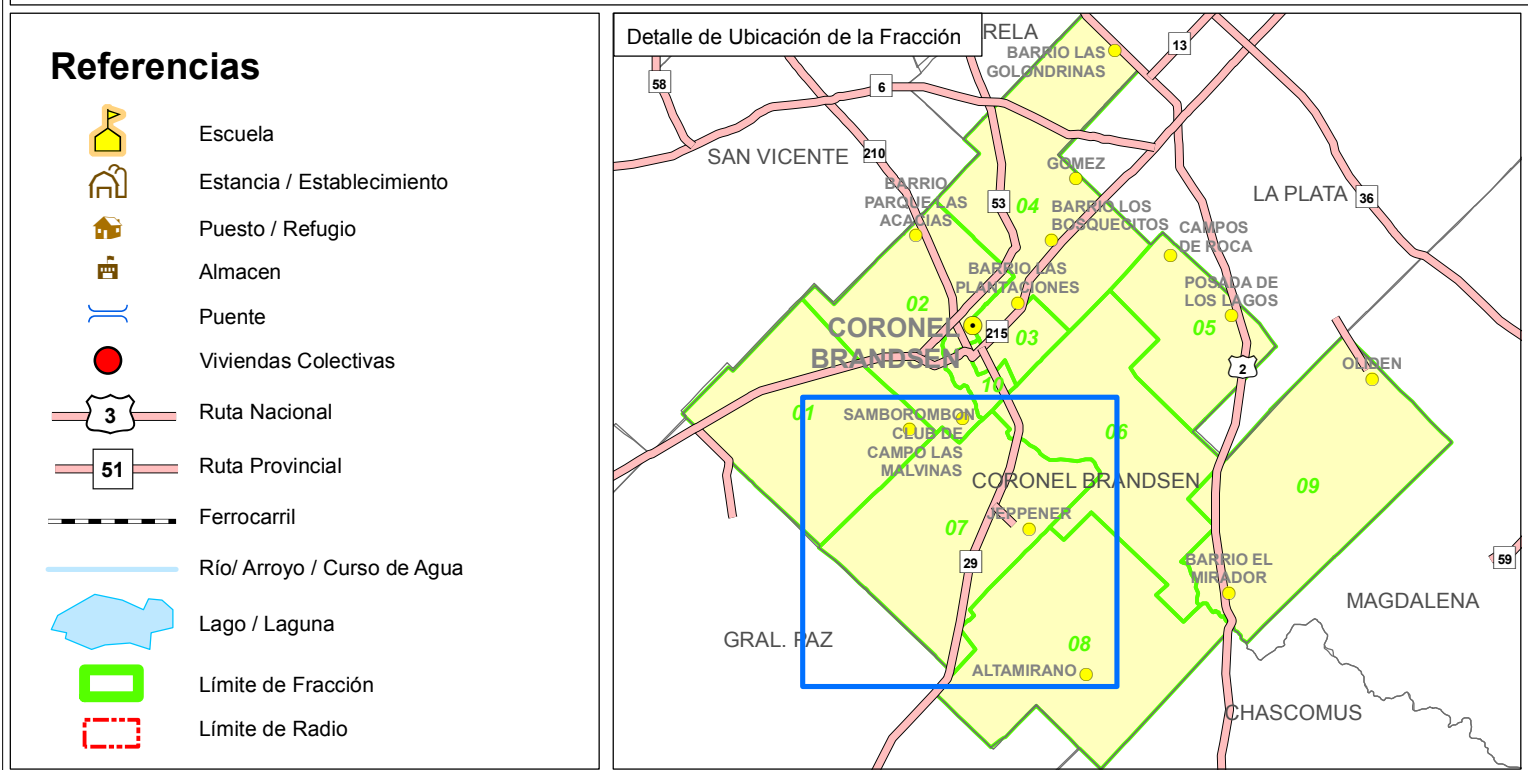 Referencias
Escuela
Estancia / Establecimiento
Puesto / Refugio
Almacen
Puente
Viviendas Colectivas
3
Ruta Nacional
51
Ruta Provincial
Ferrocarril
Río/ Arroyo / Curso de Agua
Lago / Laguna
Límite de Fracción
Límite de Radio
Detalle de Ubicación de la Fracción
RELA
BARRIO LAS
GOLONDRINAS
13
58
6
SAN VICENTE
210
GOMEZ
LA PLATA
36
BARRIO
PARQUE LAS
ACACIAS
53
04
BARRIO LOS
BOSQUECITOS
CAMPOS
DE ROCA
BARRIO LAS
PLANTACIONES
POSADA DE
LOS LAGOS
02
05
CORONEL
BRANDSEN
215
03
2
OLIDEN
10
01
SAMBOROMBON
CLUB DE
CAMPO LAS
MALVINAS
06
CORONEL BRANDSEN
09
JEPPENER
07
29
BARRIO EL
MIRADOR
59
MAGDALENA
GRAL. PAZ
08
ALTAMIRANO
CHASCOMUS